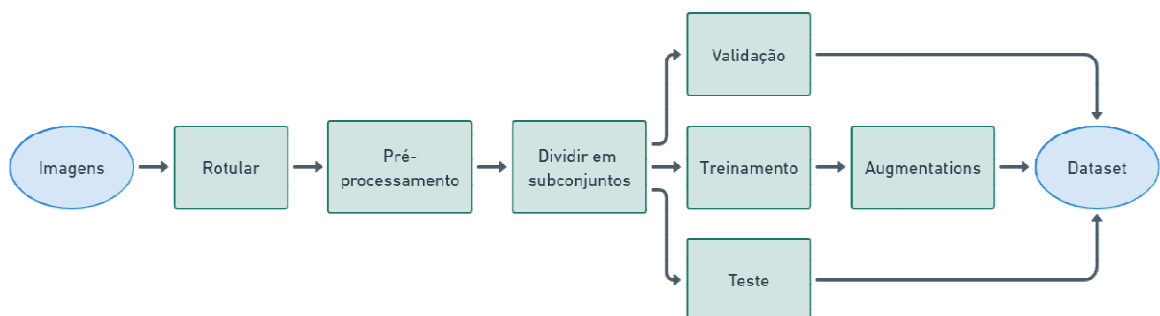 Imagens
Rotular
Pré-
processamento
Dividir em
subconjuntos
Validação
Treinamento
Augmentations
Teste
Dataset